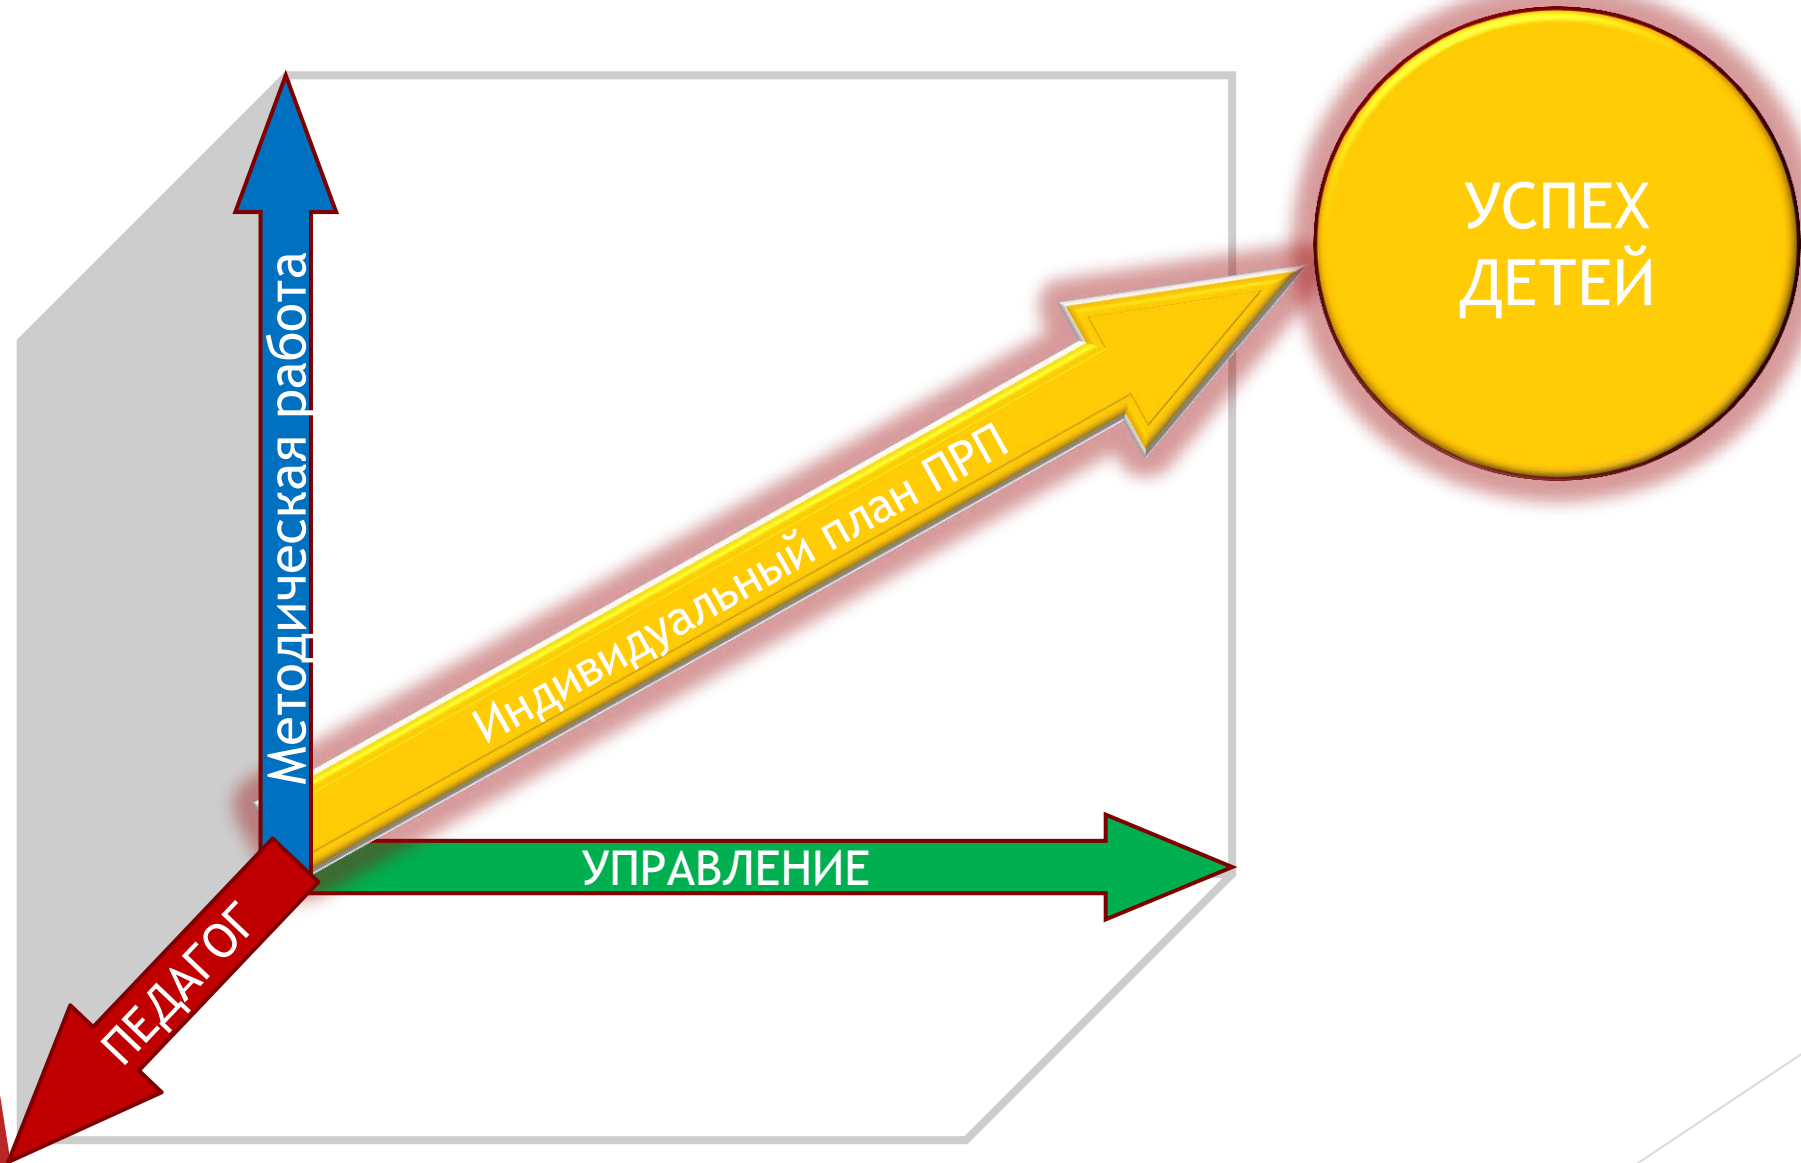 УСПЕХ
ДЕТЕЙ
Методическая работа
Индивидуальный план ПРП
УПРАВЛЕНИЕ
ПЕДАГОГ